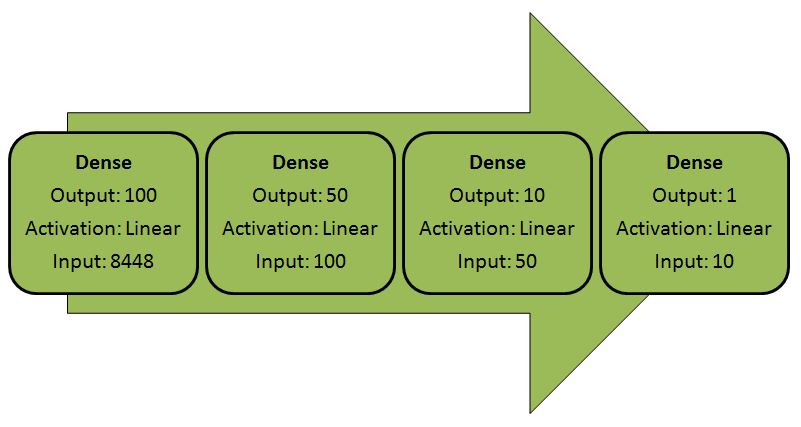 Dense
Output: 100
Activation: Linear
Input: 8448
Dense
Output: 50
Activation: Linear
Input: 100
Dense
Output: 10
Activation: Linear
Input: 50
Dense
Output: 1
Activation: Linear
Input: 10